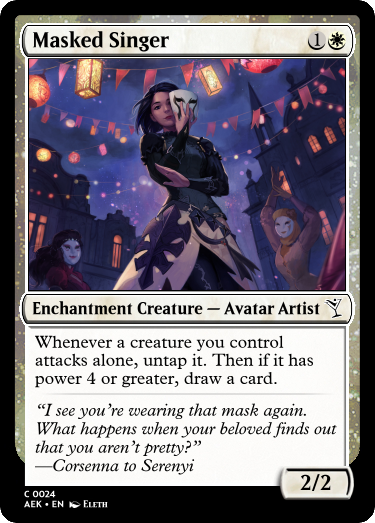 Masked Singer 1
Enchantment Creature — Avatar Artist
Whenever a creature you control
attacks alone, untap it. Then if it has
power 4 or greater, draw a card.
“I see you’re wearing that mask again.
What happens when your beloved finds out
that you aren’t pretty?”
—Corsenna to Serenyi
2/2
C 0024
AEK • EN Eleth